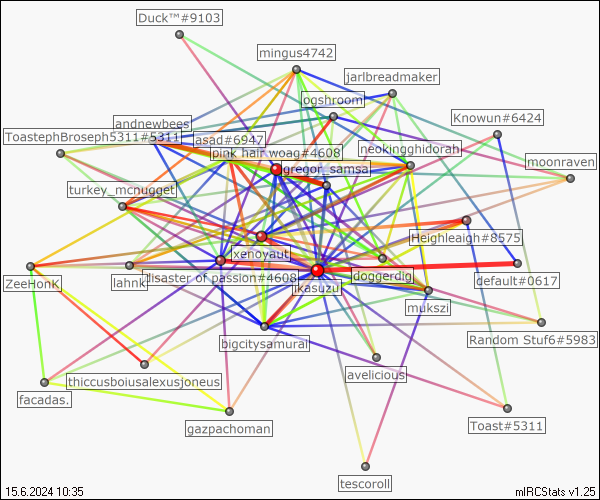 Duck™#9103
mingus4742
jarlbreadmaker
ogshroom
Knowun#6424
andnewbees
ToastephBroseph5311#5311
asad#6947
neokingghidorah
pink hair woag#4608
moonraven
gregor_samsa
turkey_mcnugget
Heighleaigh#8575
xenoyaut
ZeeHonK
lahnk
disaster of passion#4608
doggerdig
default#0617
jkasuzu
mukszi
bigcitysamurai
Random Stuf6#5983
avelicious
thiccusboiusalexusjoneus
facadas.
gazpachoman
Toast#5311
tescoroll
15.6.2024 10:35
mIRCStats v1.25